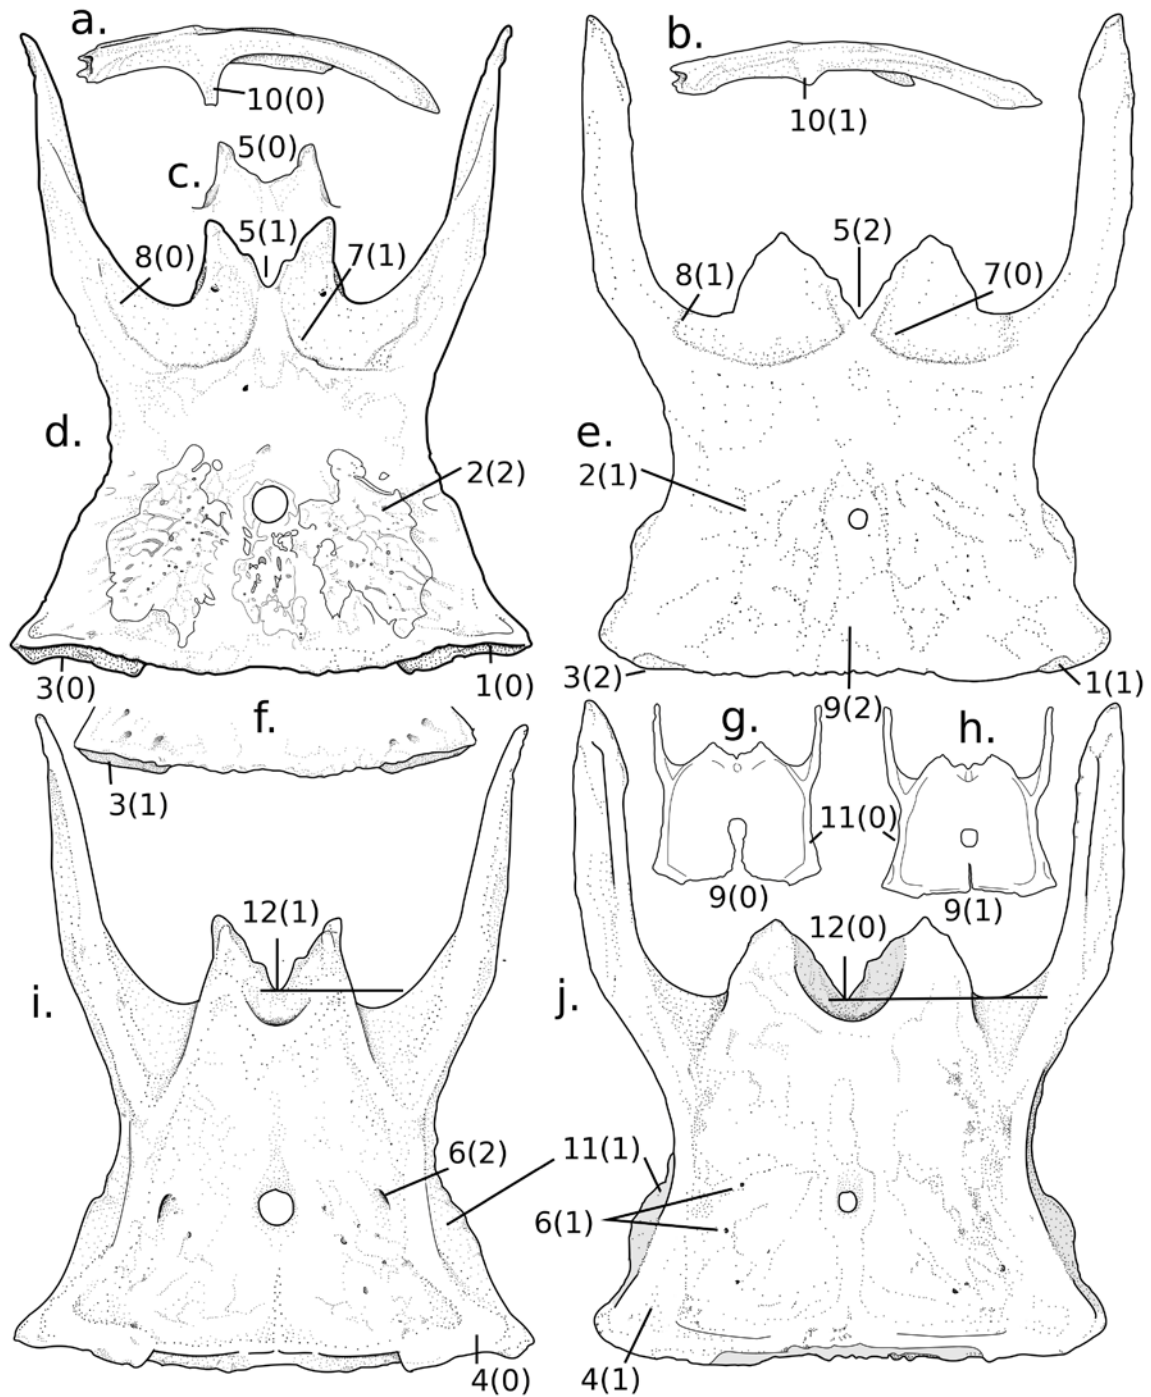 a.
b.
10(0)
10(1)
5(0)
c.
5(1)
8(0)
7(1)
5(2)
8(1)
7(0)
d.
e.
2(2)
2(1)
3(0)
1(0)
3(2)
1(1)
9(2)
f.
g.
h.
3(1)
11(0)
9(0)
9(1)
12(1)
12(0)
i.
j.
6(2)
11(1)
6(1)
4(0)
4(1)